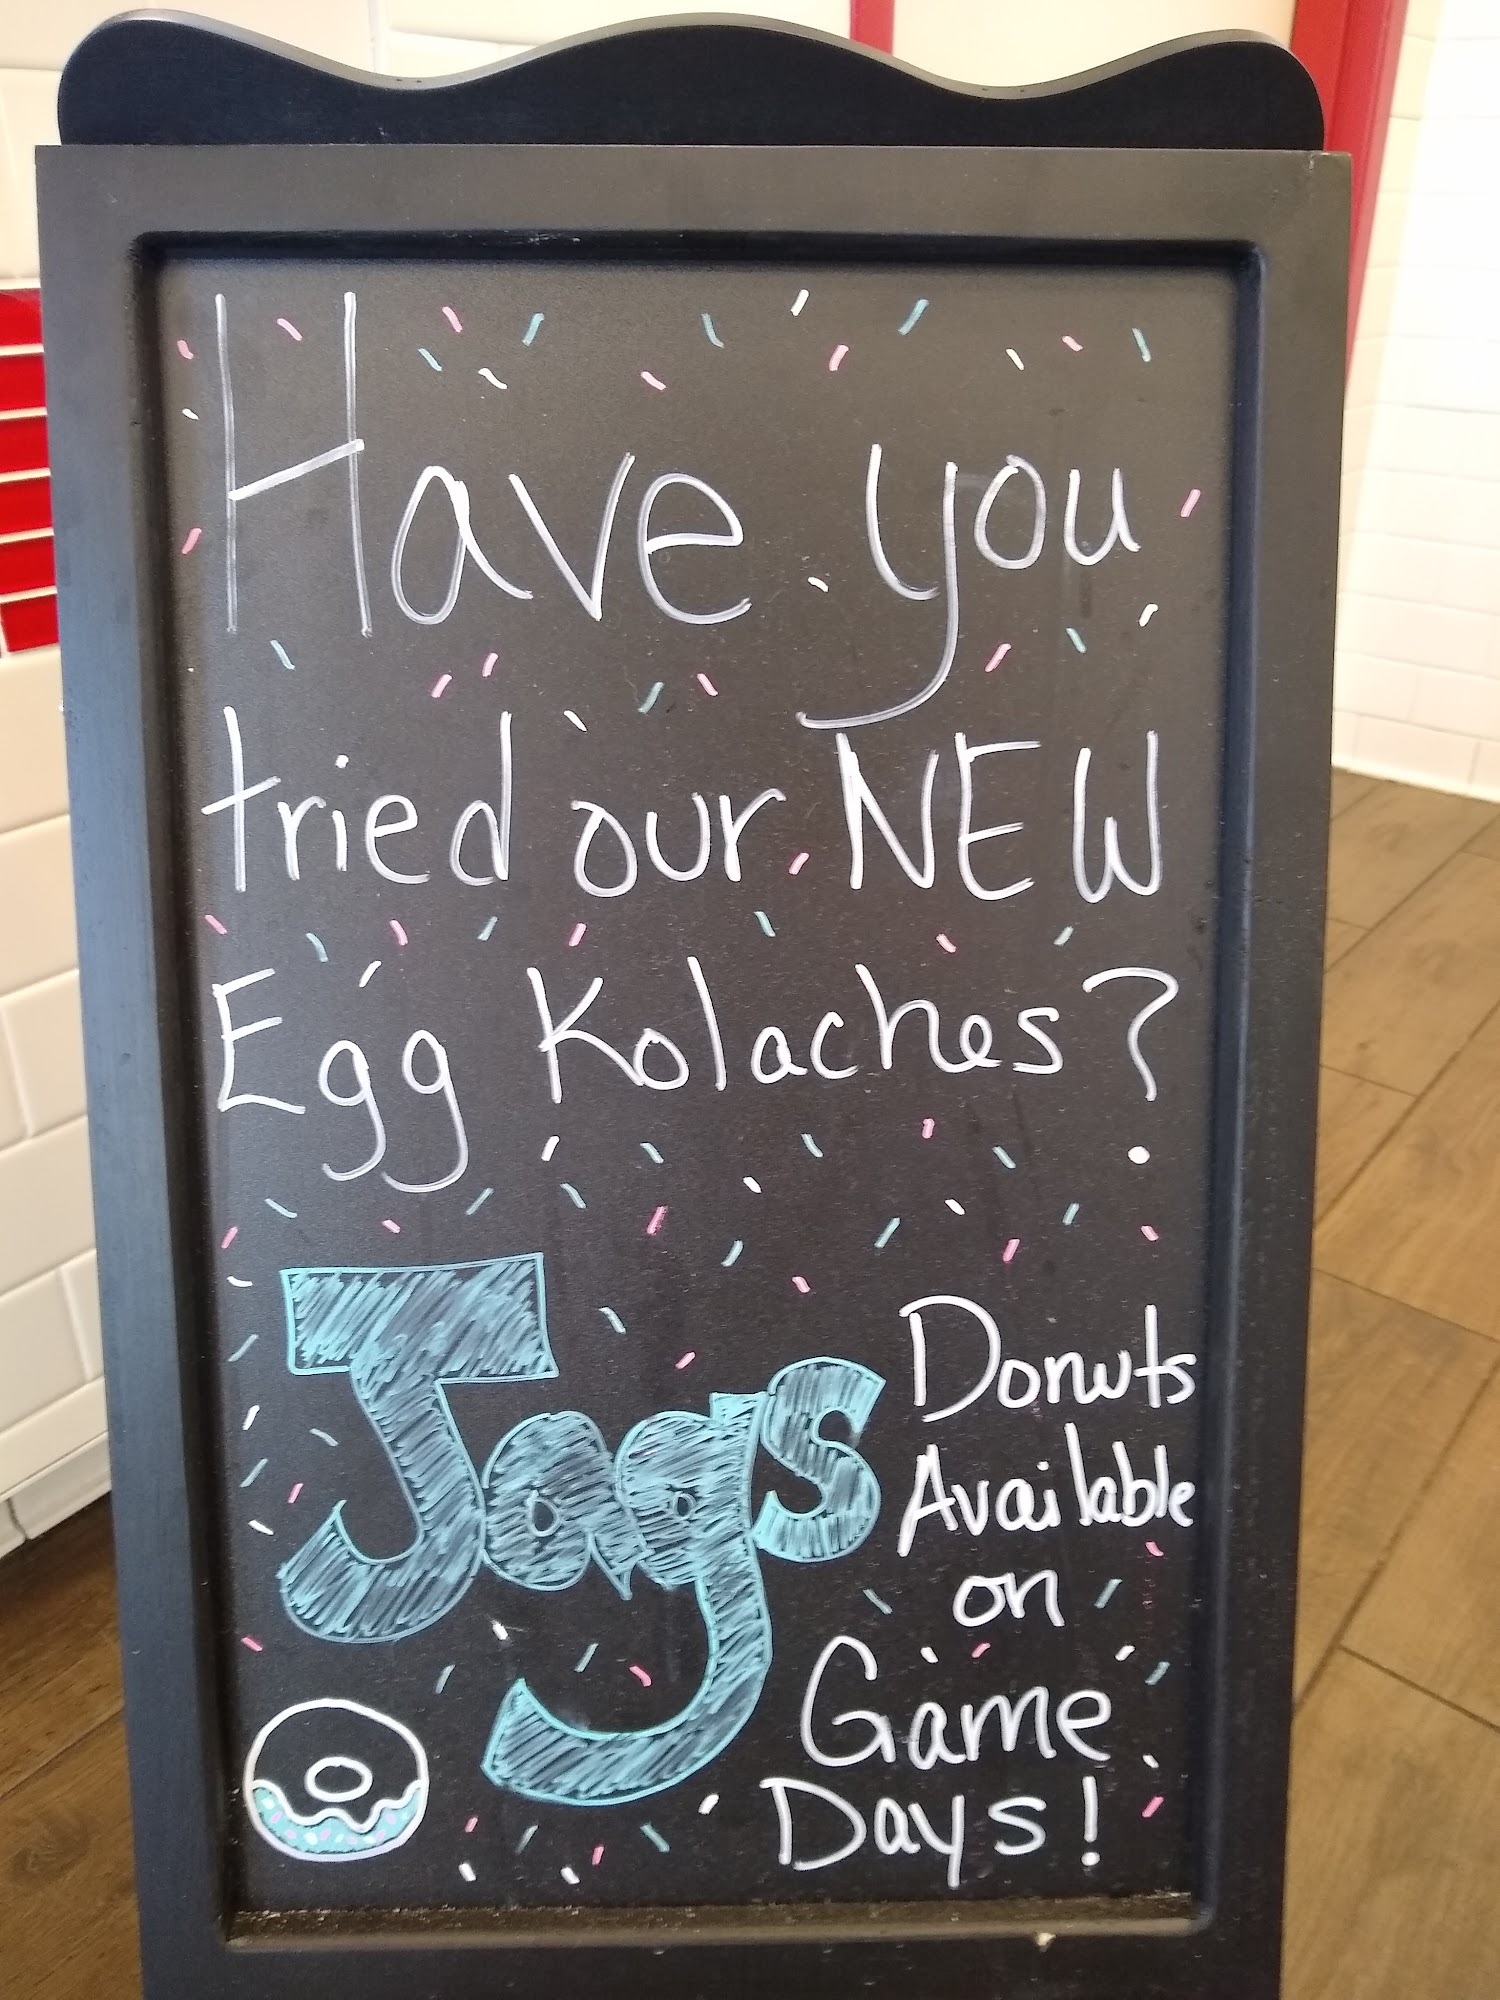 Have you
tried our NEW
Egg Kolaches?
Jags
Donuts
Available
on
Game
Days!